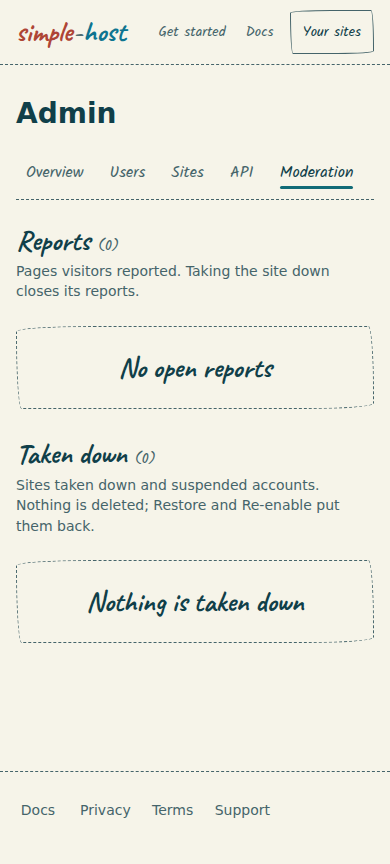 simple-host Get started Docs Your sites
Admin
Overview Users Sites API Moderation
Reports (0)
Pages visitors reported. Taking the site down
closes its reports.
No open reports
Taken down (0)
Sites taken down and suspended accounts.
Nothing is deleted; Restore and Re-enable put
them back.
Nothing is taken down
Docs Privacy Terms Support